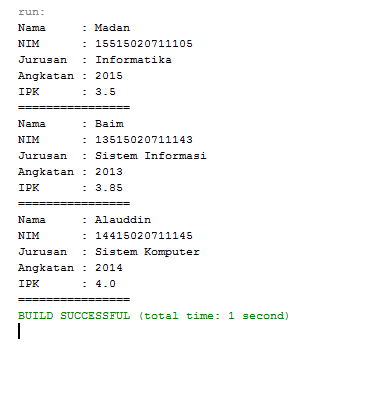 run:
Nama     : Madan
NIM      : 15515020711105
Jurusan  : Informatika
Angkatan : 2015
IPK      : 3.5
================
Nama     : Baim
NIM      : 13515020711143
Jurusan  : Sistem Informasi
Angkatan : 2013
IPK      : 3.85
================
Nama     : Alauddin
NIM      : 14415020711145
Jurusan  : Sistem Komputer
Angkatan : 2014
IPK      : 4.0
================
BUILD SUCCESSFUL (total time: 1 second)